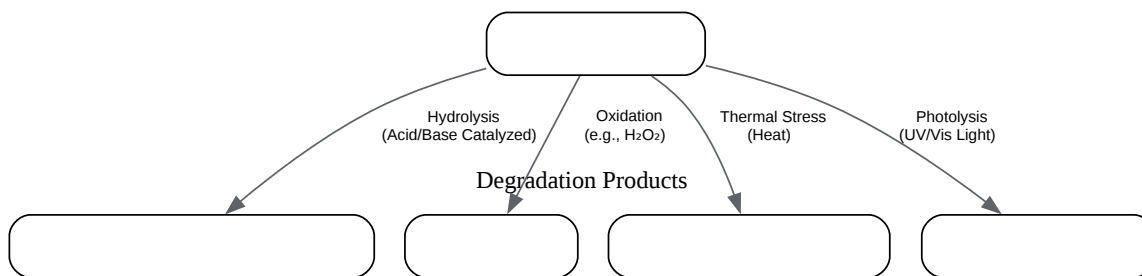 Hydrolysis
(Acid/Base Catalyzed)
Oxidation
(e.g., H₂O₂)
Thermal Stress
(Heat)
Photolysis
(UV/Vis Light)
Degradation Products